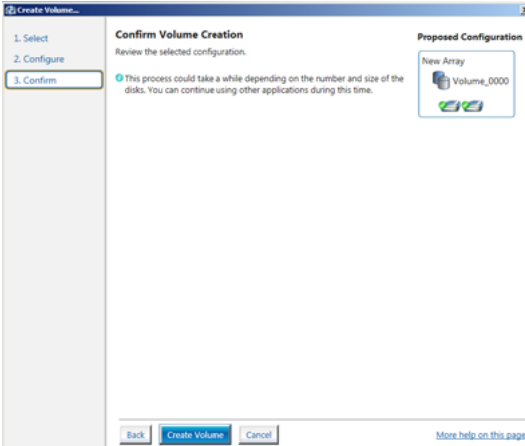 Create Volume...
1. Select
2. Configure
3. Confirm
Confirm Volume Creation
Review the selected configuration.
This process could take a while depending on the number and size of the
disks. You can continue using other applications during this time.
Proposed Configuration
New Array
Volume_0000
Back
Create Volume
Cancel
More help on this page